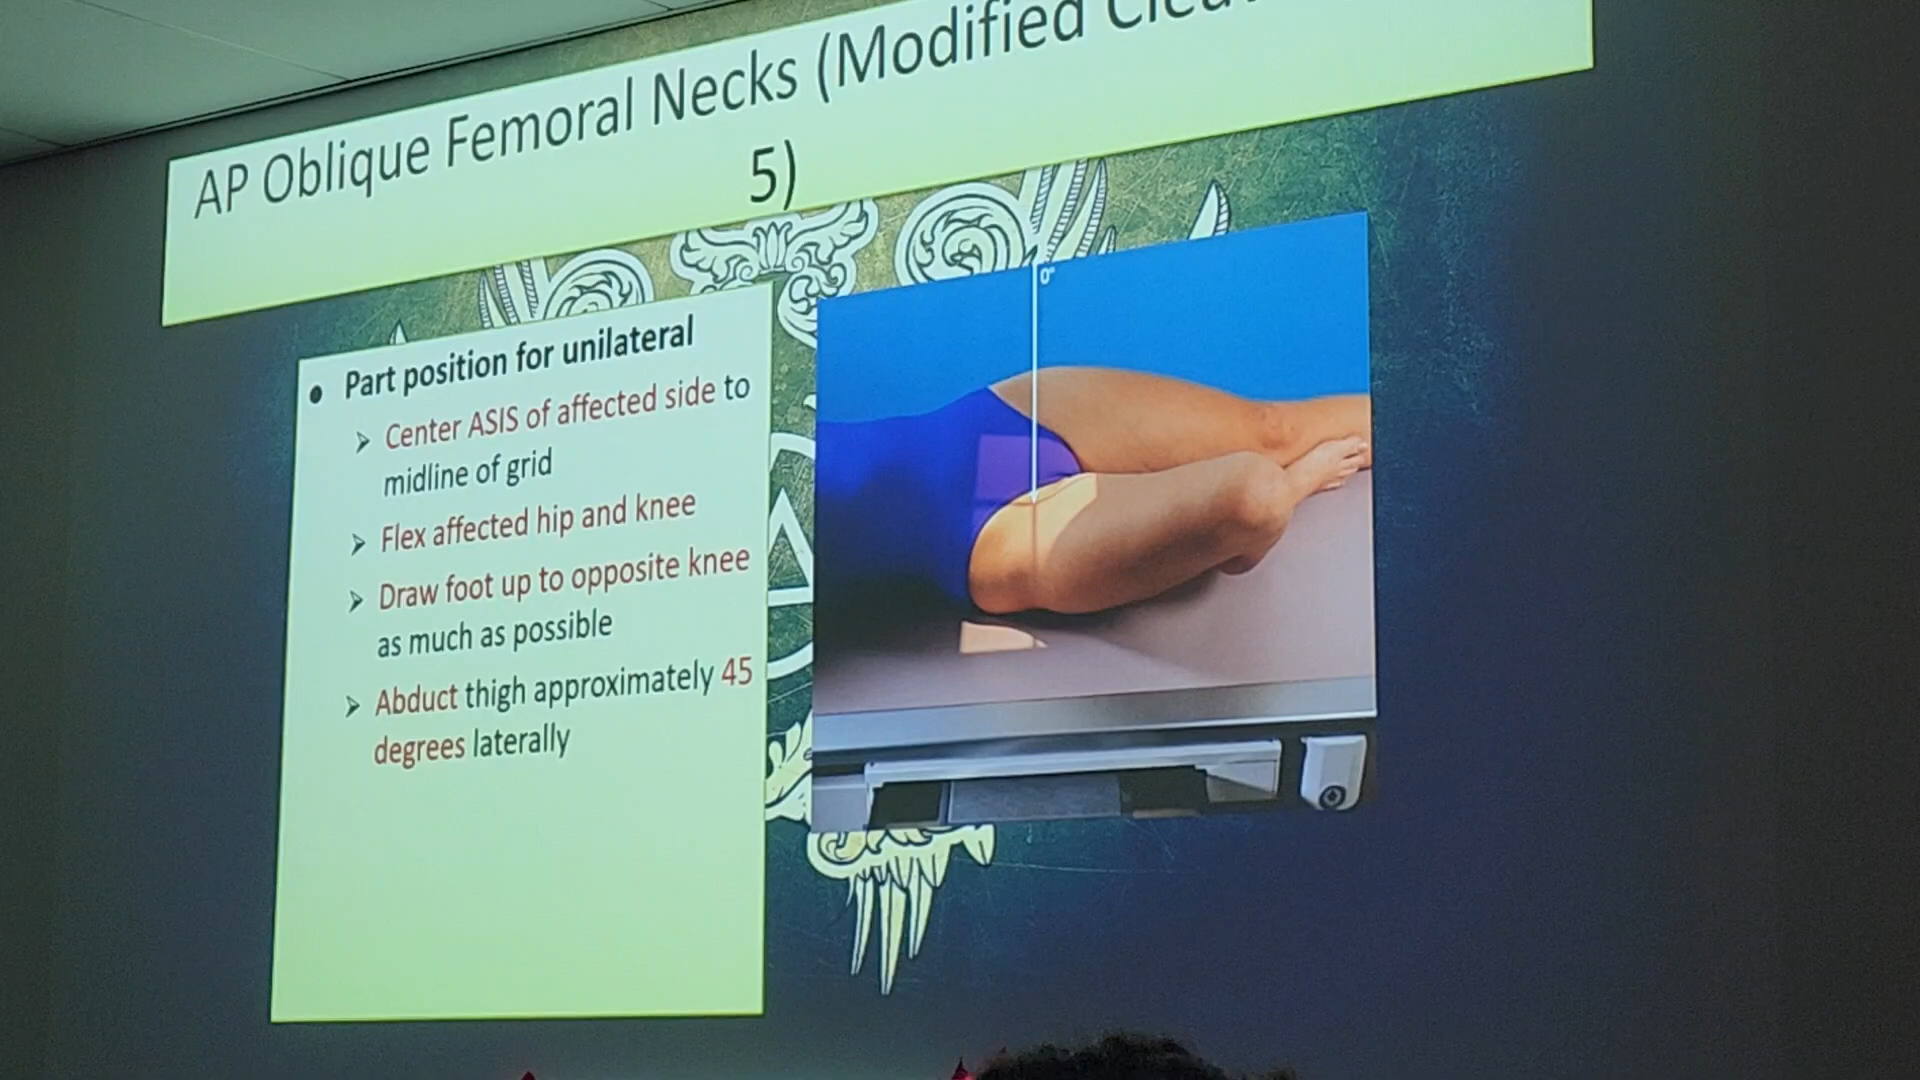 AP Oblique Femoral Necks (Modified
5)
• Part position for unilateral
➢ Center ASIS of affected side to
midline of grid
➢ Flex affected hip and knee
➢ Draw foot up to opposite knee
as much as possible
➢ Abduct thigh approximately 45
degrees laterally
0°